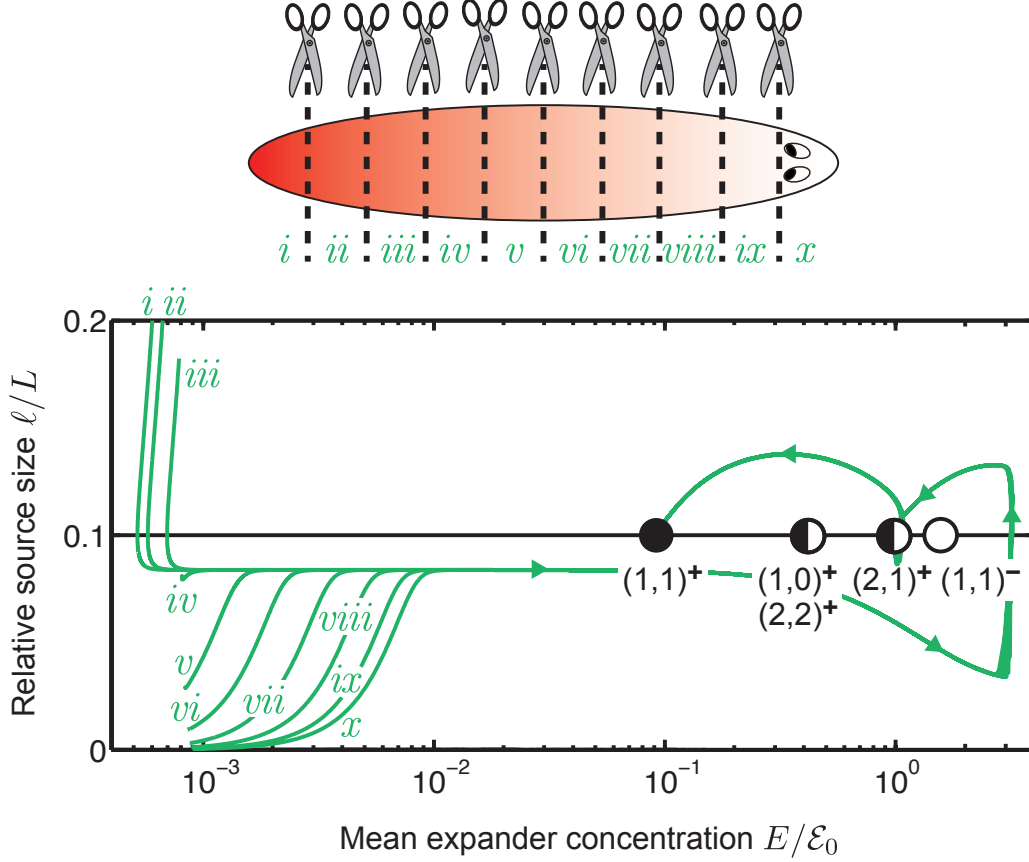 i ii iii iv v vi vii viii ix x
i ii
0.2
iii
Relative source size ℓ/L
0.1
(1,1)⁺ (1,0)⁺ (2,1)⁺ (1,1)⁻
(2,2)⁺
iv
viii
v
ix
vi vii
x
0
10⁻³ 10⁻² 10⁻¹ 10⁰
Mean expander concentration E/ℰ₀